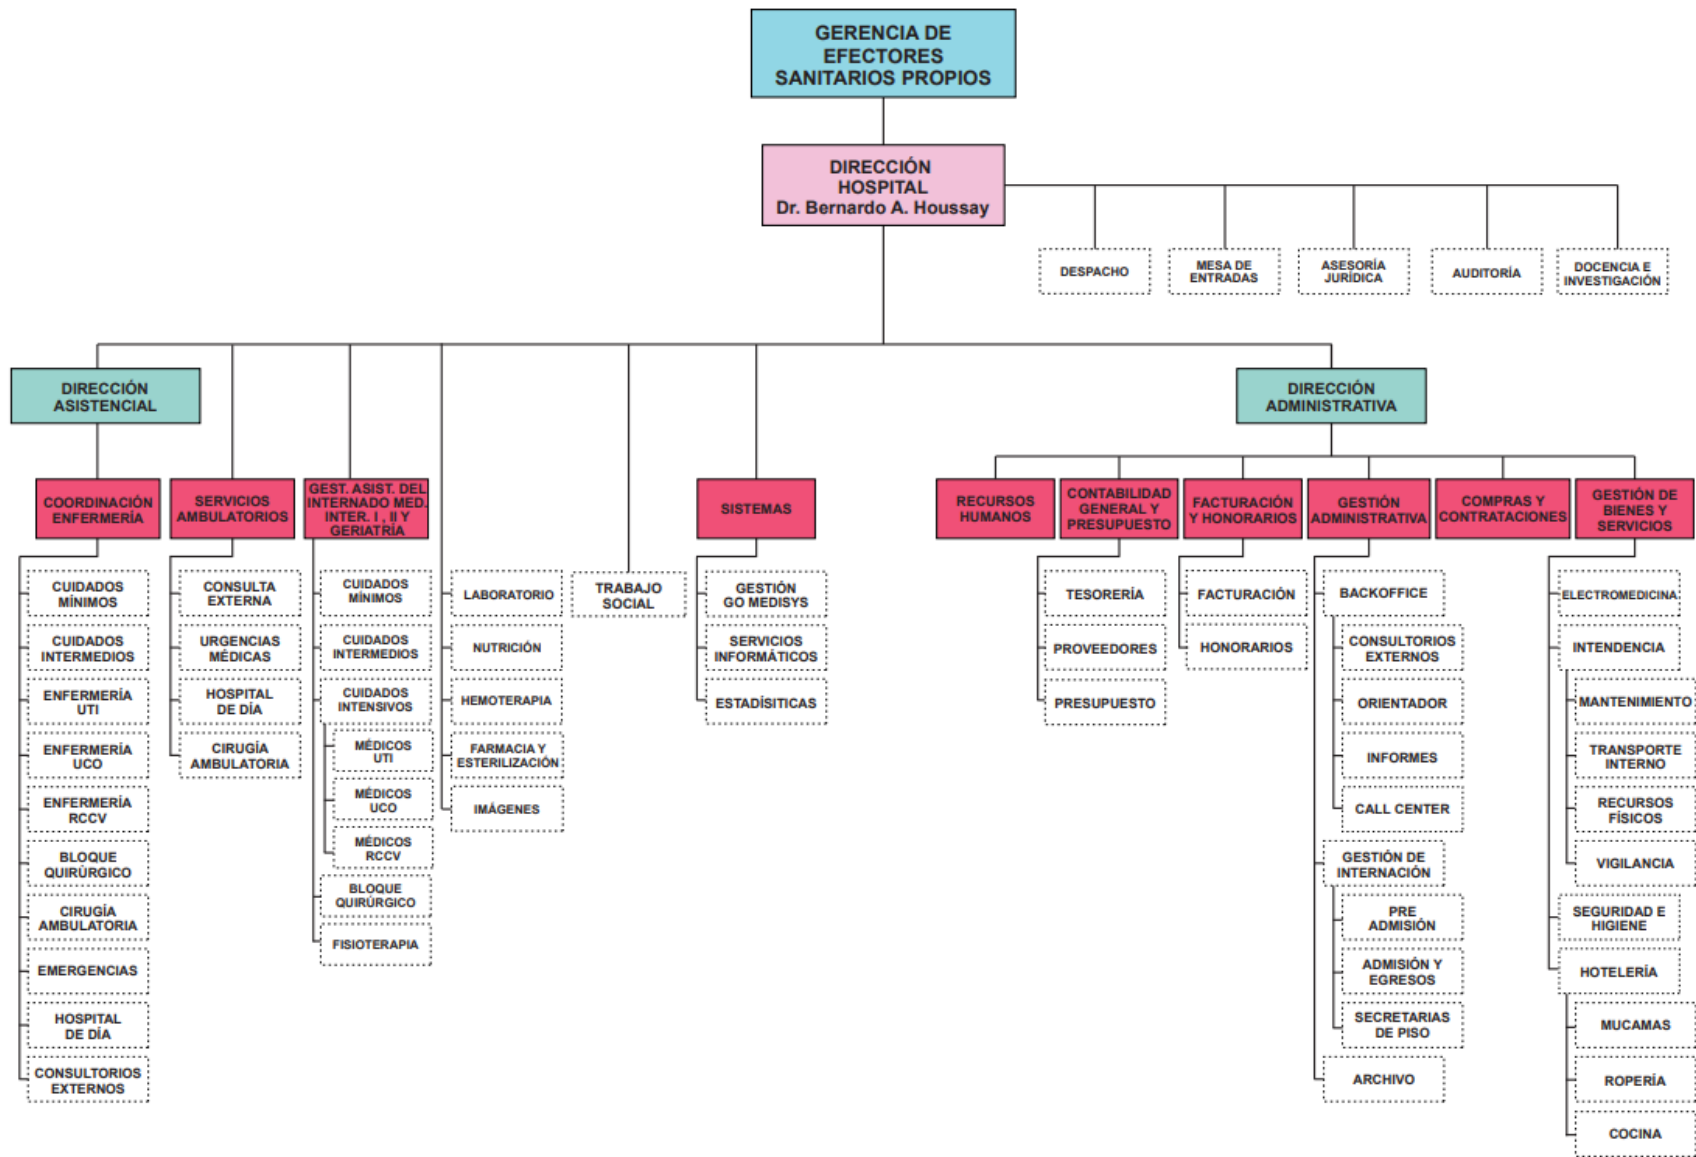 GERENCIA DE
EFECTORES
SANITARIOS PROPIOS
DIRECCIÓN
HOSPITAL
Dr. Bernardo A. Houssay
DESPACHO
MESA DE
ENTRADAS
ASESORÍA
JURÍDICA
AUDITORÍA
DOCENCIA E
INVESTIGACIÓN
DIRECCIÓN
ASISTENCIAL
DIRECCIÓN
ADMINISTRATIVA
COORDINACIÓN
ENFERMERÍA
SERVICIOS
AMBULATORIOS
GEST. ASIST. DEL
INTERNADO MED.
INTER. I , II Y
GERIATRÍA
SISTEMAS
RECURSOS
HUMANOS
CONTABILIDAD
GENERAL Y
PRESUPUESTO
FACTURACIÓN
Y HONORARIOS
GESTIÓN
ADMINISTRATIVA
COMPRAS Y
CONTRATACIONES
GESTIÓN DE
BIENES Y
SERVICIOS
CUIDADOS
MÍNIMOS
CUIDADOS
INTERMEDIOS
ENFERMERÍA
UTI
ENFERMERÍA
UCO
ENFERMERÍA
RCCV
BLOQUE
QUIRÚRGICO
CIRUGÍA
AMBULATORIA
EMERGENCIAS
HOSPITAL
DE DÍA
CONSULTORIOS
EXTERNOS
CONSULTA
EXTERNA
URGENCIAS
MÉDICAS
HOSPITAL
DE DÍA
CIRUGÍA
AMBULATORIA
CUIDADOS
MÍNIMOS
CUIDADOS
INTERMEDIOS
CUIDADOS
INTENSIVOS
MÉDICOS
UTI
MÉDICOS
UCO
MÉDICOS
RCCV
BLOQUE
QUIRÚRGICO
FISIOTERAPIA
LABORATORIO
NUTRICIÓN
HEMOTERAPIA
FARMACIA Y
ESTERILIZACIÓN
IMÁGENES
TRABAJO
SOCIAL
GESTIÓN
GO MEDISYS
SERVICIOS
INFORMÁTICOS
ESTADÍSITICAS
TESORERÍA
PROVEEDORES
PRESUPUESTO
FACTURACIÓN
HONORARIOS
BACKOFFICE
CONSULTORIOS
EXTERNOS
ORIENTADOR
INFORMES
CALL CENTER
GESTIÓN DE
INTERNACIÓN
PRE
ADMISIÓN
ADMISIÓN Y
EGRESOS
SECRETARIAS
DE PISO
ARCHIVO
ELECTROMEDICINA
INTENDENCIA
MANTENIMIENTO
TRANSPORTE
INTERNO
RECURSOS
FÍSICOS
VIGILANCIA
SEGURIDAD E
HIGIENE
HOTELERÍA
MUCAMAS
ROPERÍA
COCINA